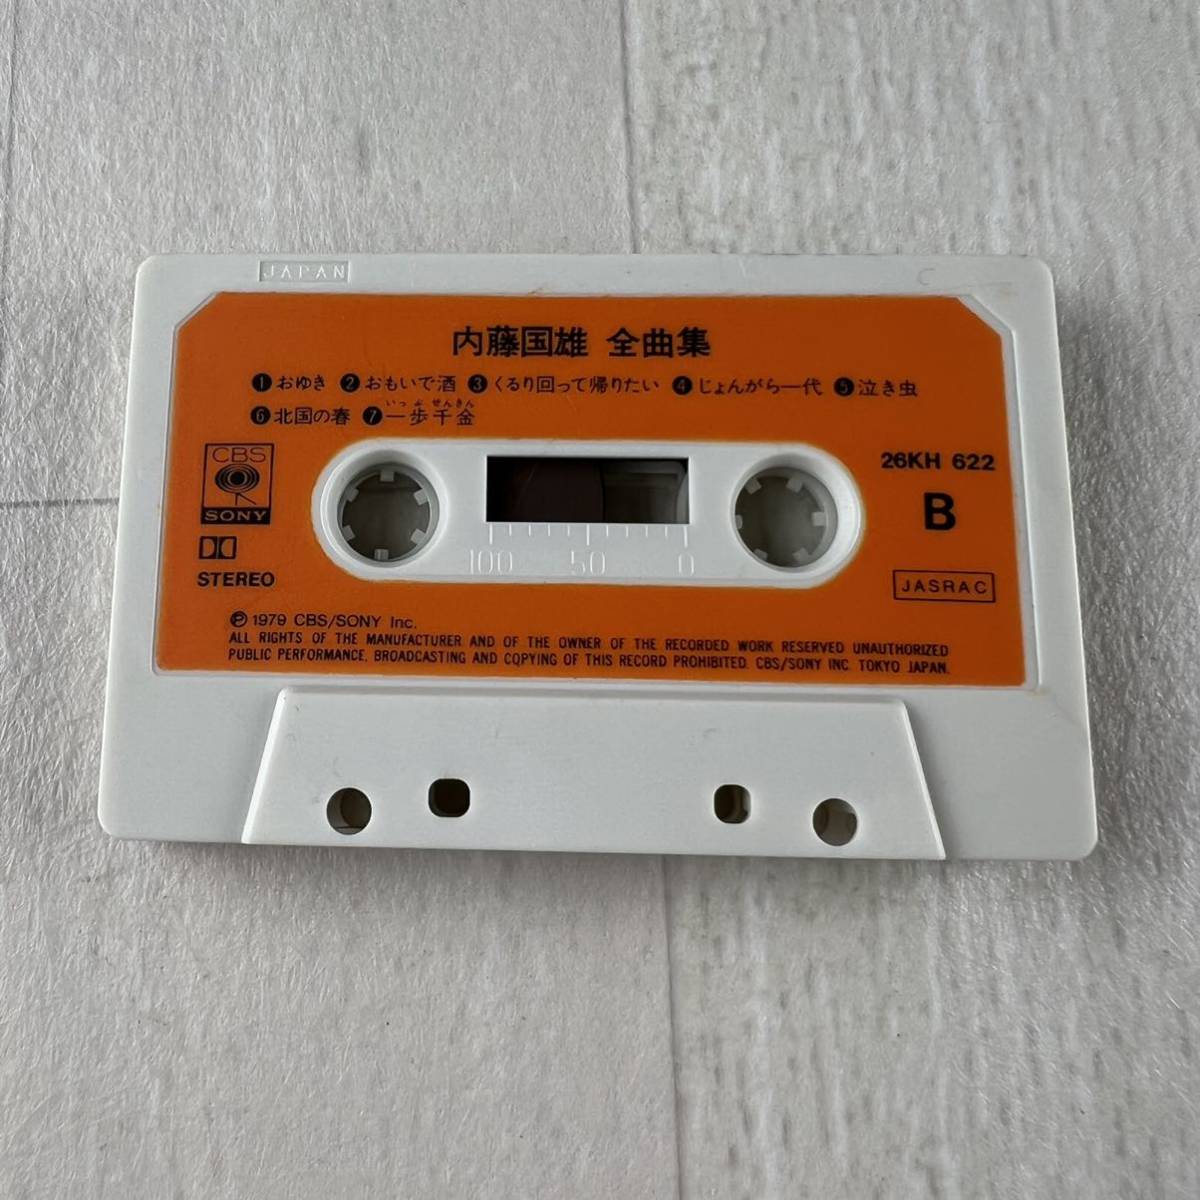 JAPAN
C
内藤国雄 全曲集
❶おゆき ❷おもいで酒 ❸くるり回って帰りたい ❹じょんがら一代 ❺泣き虫
いっぷ せんきん
❻北国の春 ❼一歩千金
CBS
SONY
26KH 622
B
STEREO
100 50 0
JASRAC
Ⓟ 1979 CBS/SONY Inc.
ALL RIGHTS OF THE MANUFACTURER AND OF THE OWNER OF THE RECORDED WORK RESERVED UNAUTHORIZED
PUBLIC PERFORMANCE, BROADCASTING AND COPYING OF THIS RECORD PROHIBITED. CBS/SONY INC. TOKYO JAPAN.